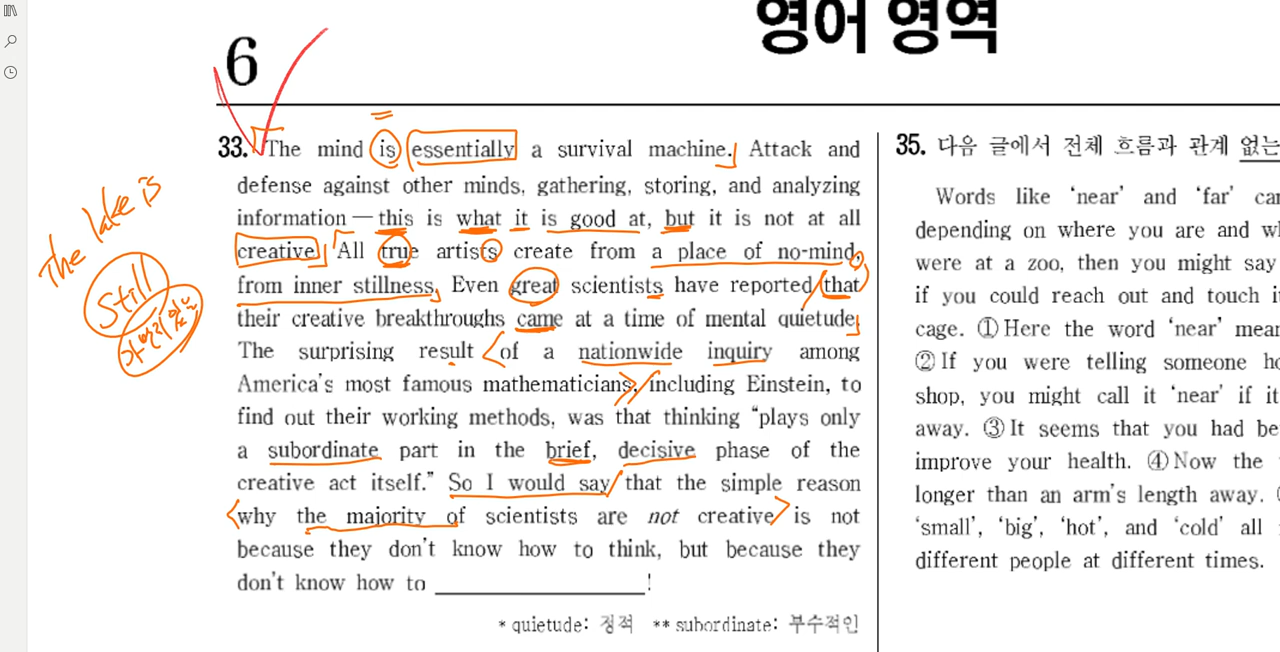 영어 영역
6
33. The mind is essentially a survival machine. Attack and
defense against other minds, gathering, storing, and analyzing
information — this is what it is good at, but it is not at all
creative. All true artists create from a place of no-mind,
from inner stillness. Even great scientists have reported that
their creative breakthroughs came at a time of mental quietude.
The surprising result of a nationwide inquiry among
America's most famous mathematicians, including Einstein, to
find out their working methods, was that thinking “plays only
a subordinate part in the brief, decisive phase of the
creative act itself.” So I would say that the simple reason
why the majority of scientists are not creative is not
because they don't know how to think, but because they
don't know how to ____________!
* quietude: 정적 ** subordinate: 부수적인
The lake is
Still
35. 다음 글에서 전체 흐름과 관계 없는
Words like ‘near’ and ‘far’ can
depending on where you are and
were at a zoo, then you might say
if you could reach out and touch
cage. ① Here the word ‘near’
② If you were telling someone
shop, you might call it ‘near’ if it
away. ③ It seems that you had
improve your health. ④ Now the
longer than an arm's length away.
‘small’, ‘big’, ‘hot’, and ‘cold’ all
different people at different times.